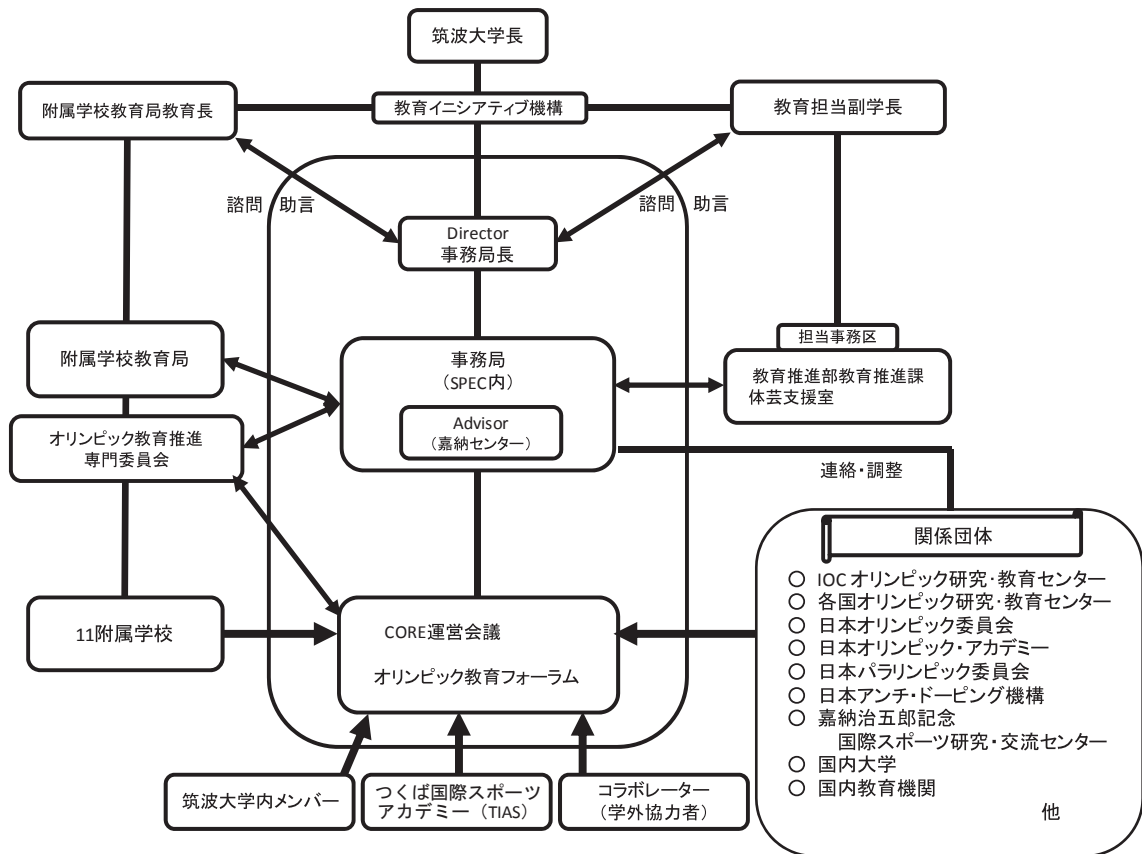 筑波大学長
附属学校教育局教育長
教育イニシアティブ機構
教育担当副学長
諮問 助言
諮問 助言
Director
事務局長
附属学校教育局
事務局
（SPEC内）
Advisor
（嘉納センター）
担当事務区
教育推進部教育推進課
体芸支援室
オリンピック教育推進
専門委員会
連絡・調整
関係団体
○ IOCオリンピック研究・教育センター
○ 各国オリンピック研究・教育センター
○ 日本オリンピック委員会
○ 日本オリンピック・アカデミー
○ 日本パラリンピック委員会
○ 日本アンチ・ドーピング機構
○ 嘉納治五郎記念
国際スポーツ研究・交流センター
○ 国内大学
○ 国内教育機関
他
11附属学校
CORE運営会議
オリンピック教育フォーラム
筑波大学内メンバー
つくば国際スポーツ
アカデミー（TIAS）
コラボレーター
（学外協力者）